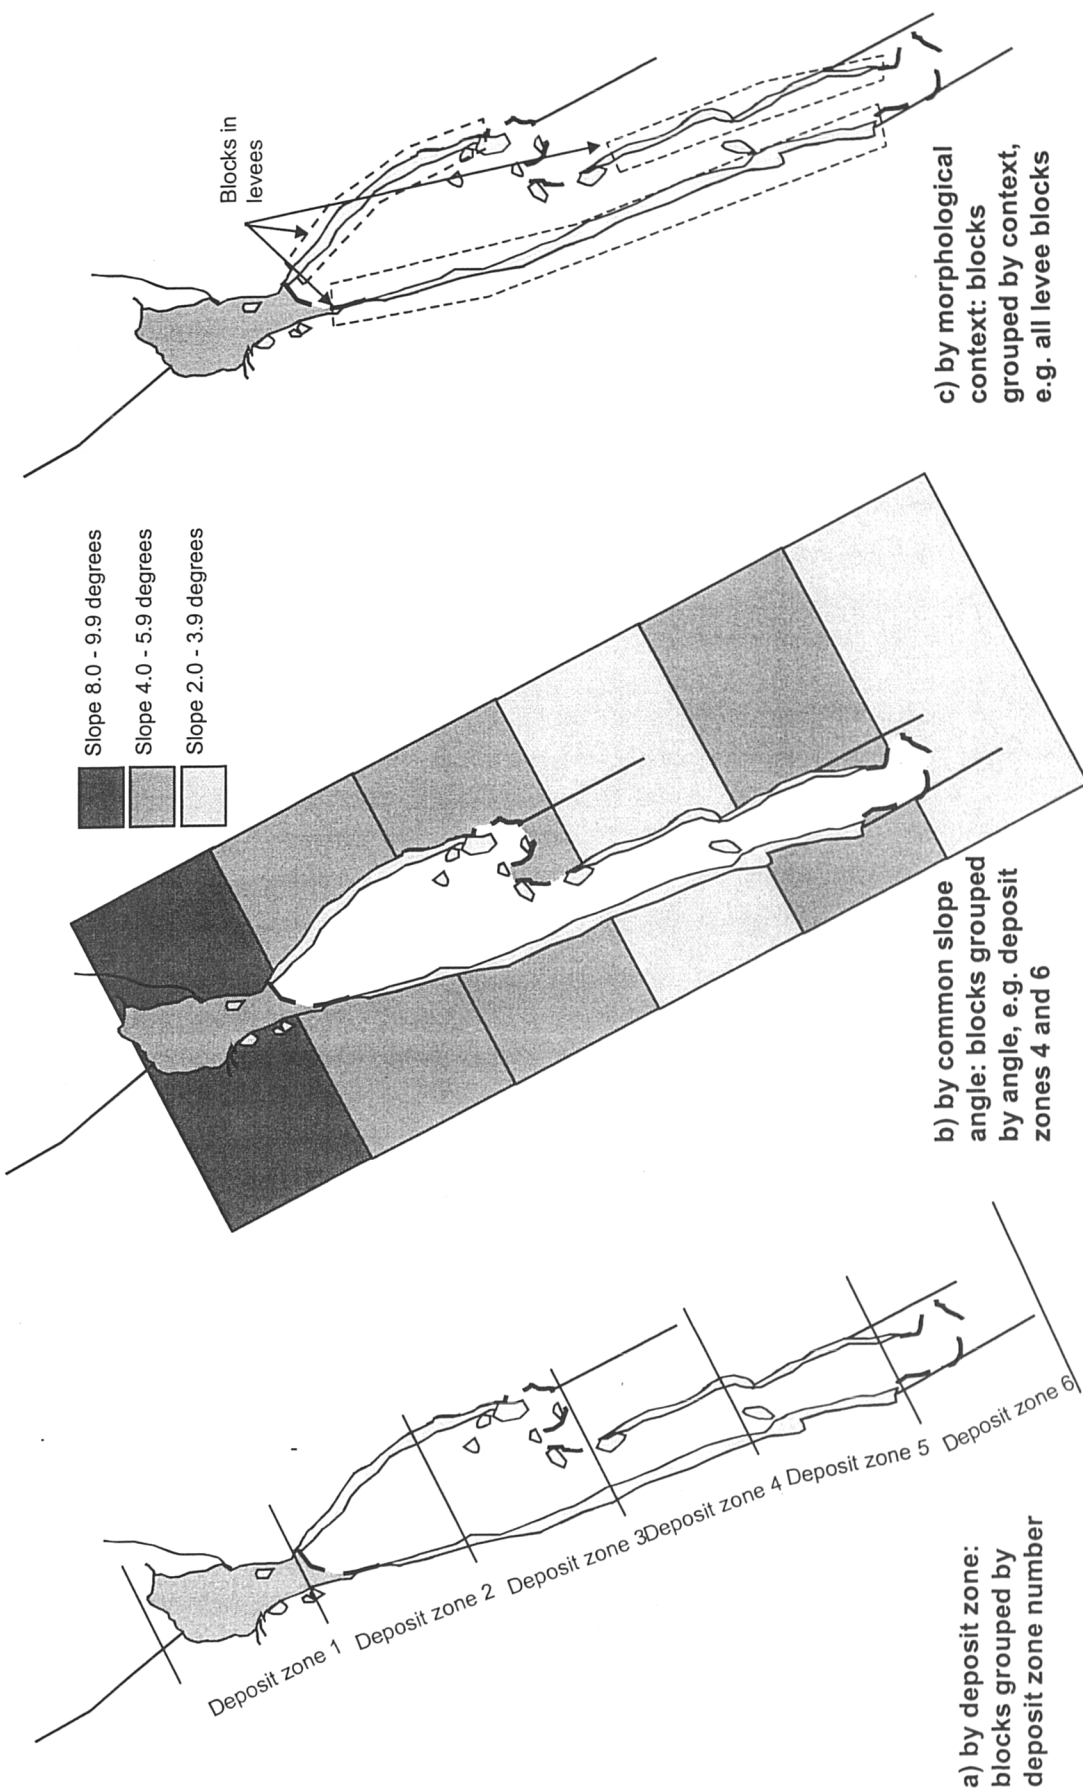 Deposit zone 1
Deposit zone 2
Deposit zone 3
Deposit zone 4
Deposit zone 5
Deposit zone 6
a) by deposit zone:
blocks grouped by
deposit zone number
Slope 8.0 - 9.9 degrees
Slope 4.0 - 5.9 degrees
Slope 2.0 - 3.9 degrees
b) by common slope
angle: blocks grouped
by angle, e.g. deposit
zones 4 and 6
Blocks in
levees
c) by morphological
context: blocks
grouped by context,
e.g. all levee blocks